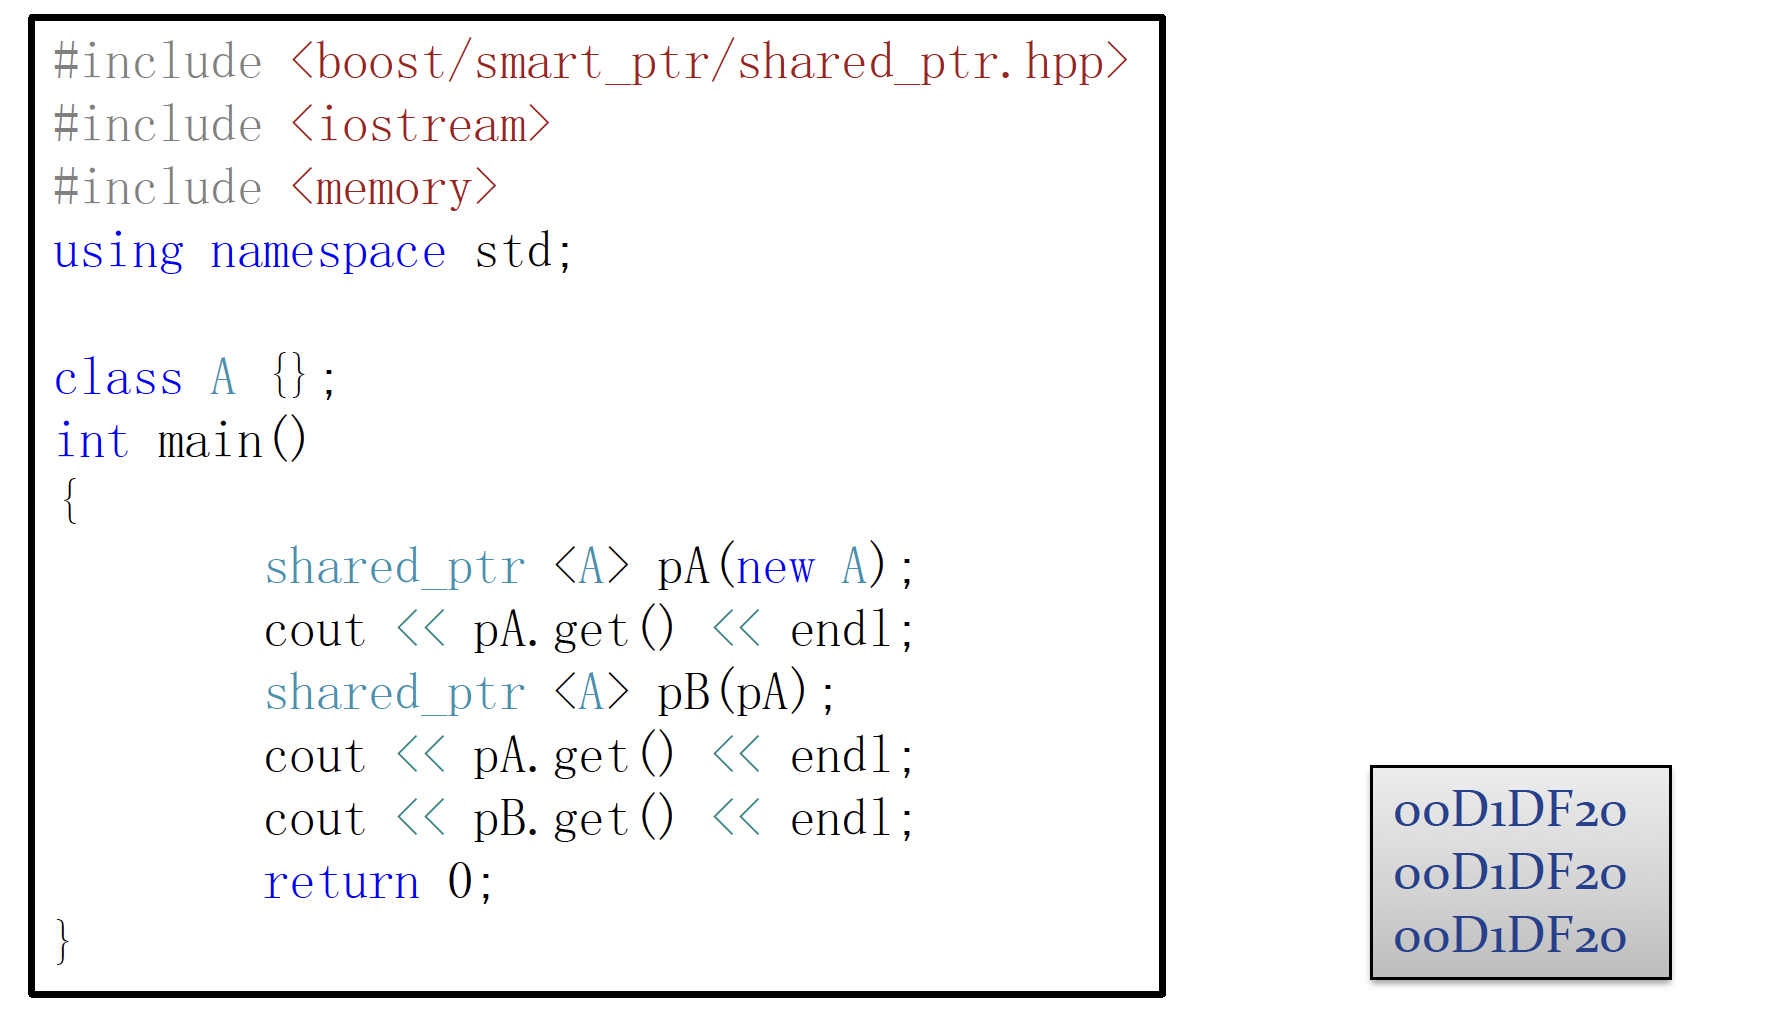 #include <boost/smart_ptr/shared_ptr.hpp>
#include <iostream>
#include <memory>
using namespace std;
class A {};
int main()
{
shared_ptr <A> pA(new A);
cout << pA.get() << endl;
shared_ptr <A> pB(pA);
cout << pA.get() << endl;
cout << pB.get() << endl;
return 0;
}
00D1DF20
00D1DF20
00D1DF20